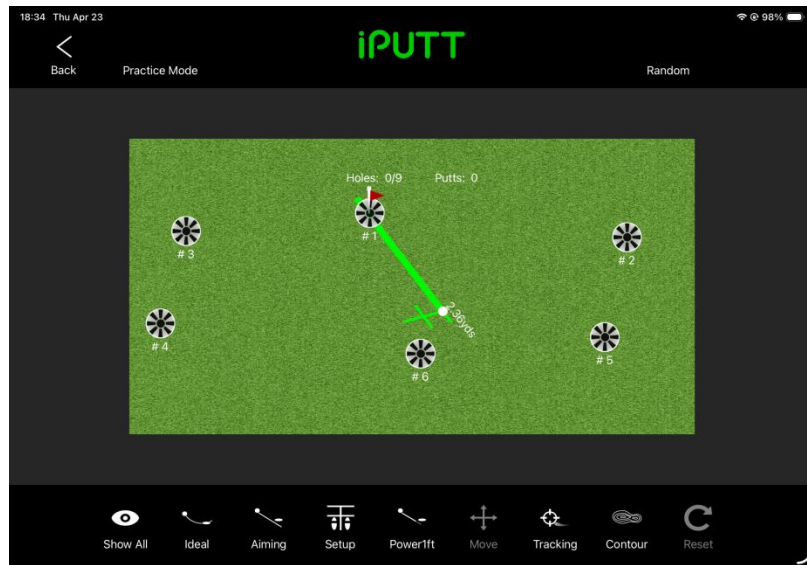 18:34 Thu Apr 23
98%
iPUTT
Back
Practice Mode
Random
Holes: 0/9 Putts: 0
# 1
# 2
# 3
2.36yds
# 4
# 5
# 6
Show All
Ideal
Aiming
Setup
Power1ft
Move
Tracking
Contour
Reset